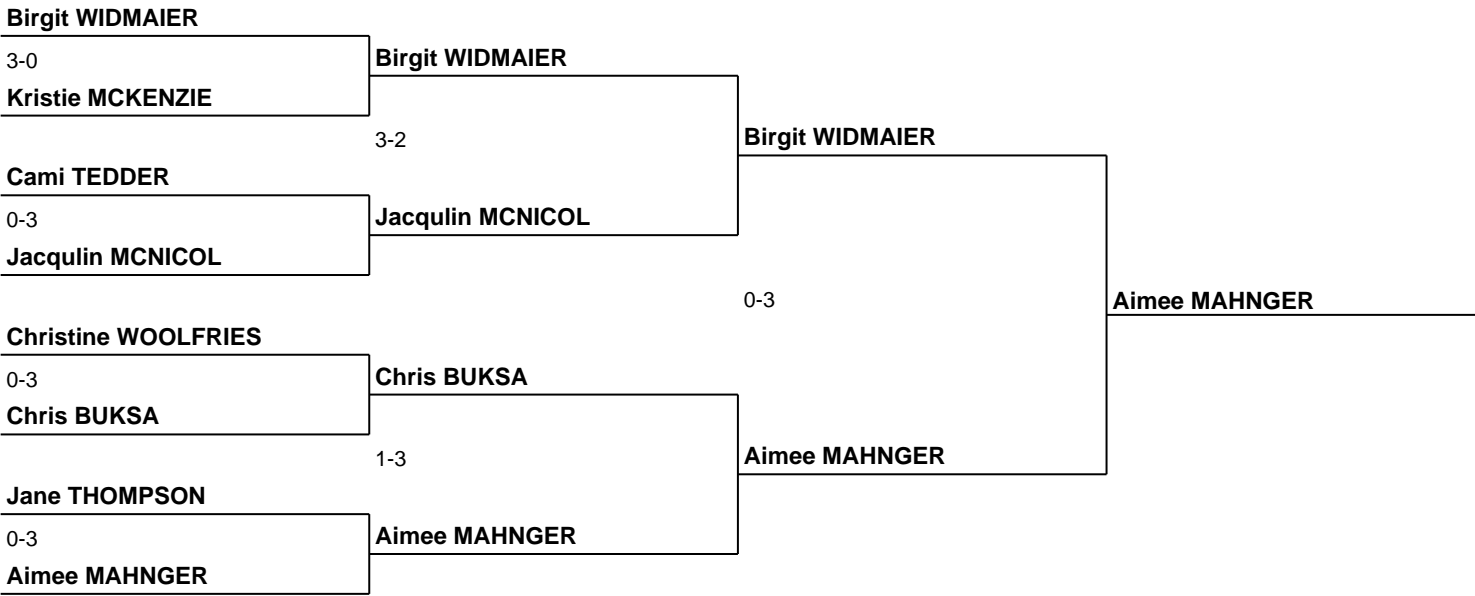 Birgit WIDMAIER
3-0
Kristie MCKENZIE
Birgit WIDMAIER
3-2
Cami TEDDER
0-3
Jacqulin MCNICOL
Jacqulin MCNICOL
Birgit WIDMAIER
0-3
Aimee MAHNGER
Christine WOOLFRIES
0-3
Chris BUKSA
Chris BUKSA
1-3
Jane THOMPSON
0-3
Aimee MAHNGER
Aimee MAHNGER
Aimee MAHNGER